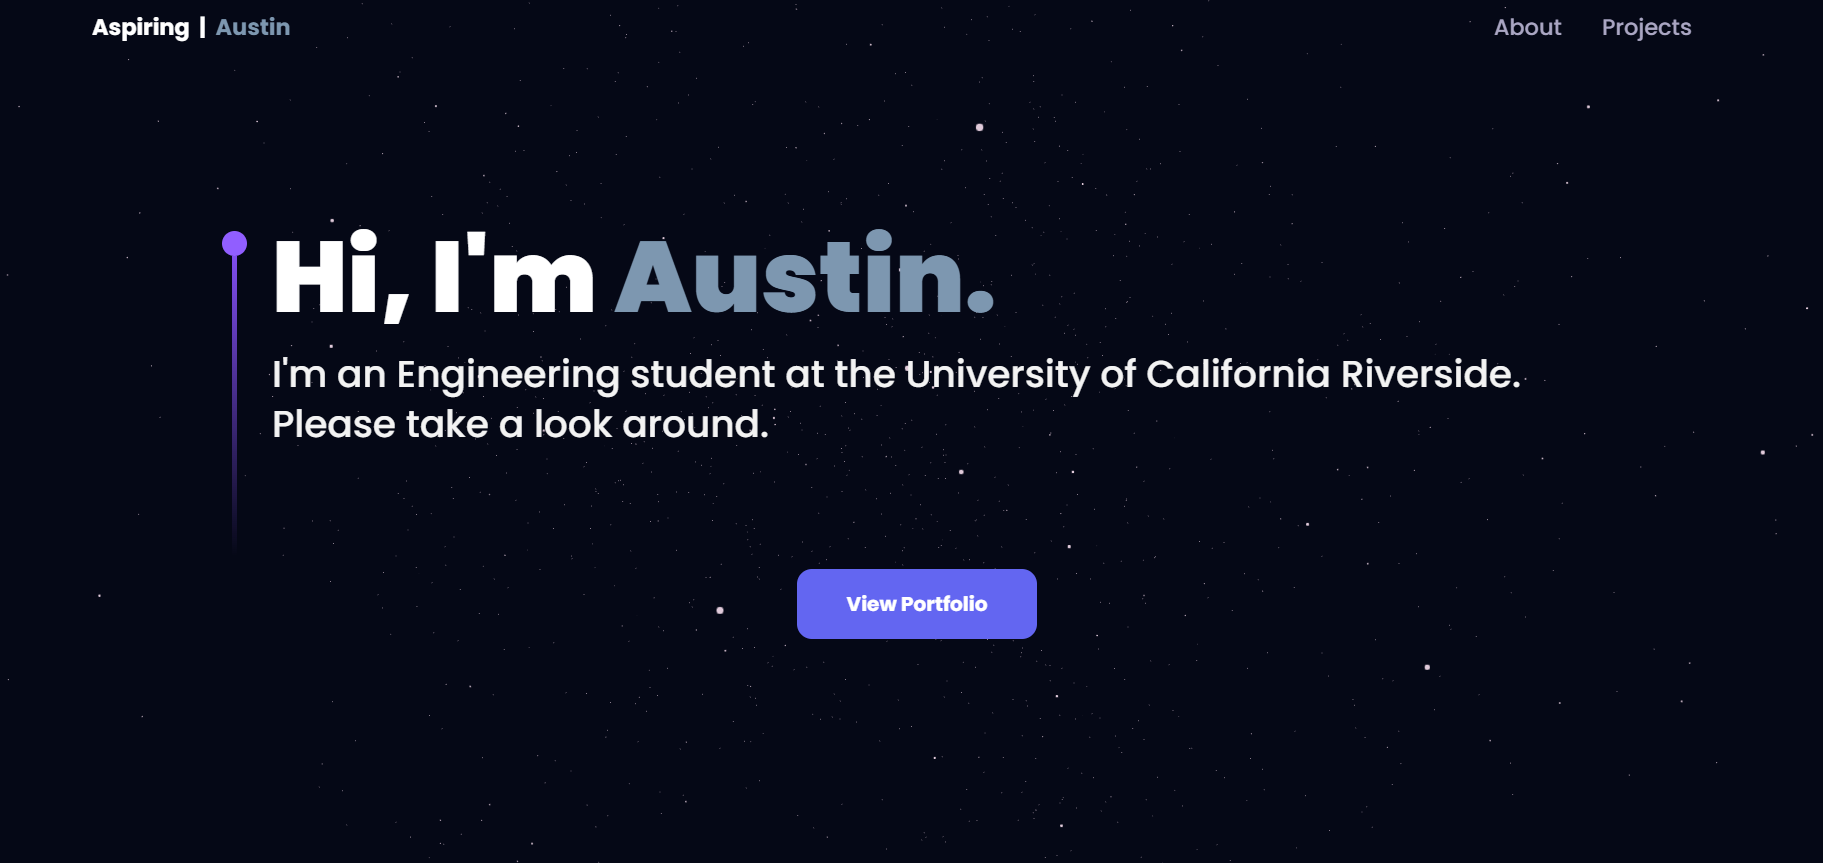 Aspiring | Austin
About
Projects
Hi, I'm Austin.
I'm an Engineering student at the University of California Riverside.
Please take a look around.
View Portfolio